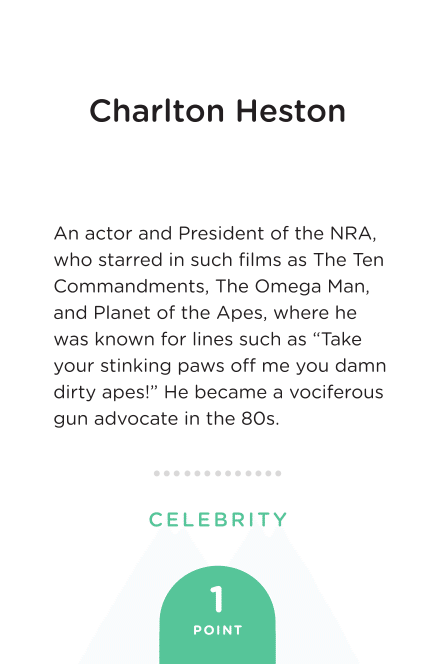 Charlton Heston
An actor and President of the NRA,
who starred in such films as The Ten
Commandments, The Omega Man,
and Planet of the Apes, where he
was known for lines such as “Take
your stinking paws off me you damn
dirty apes!” He became a vociferous
gun advocate in the 80s.
CELEBRITY
1
POINT